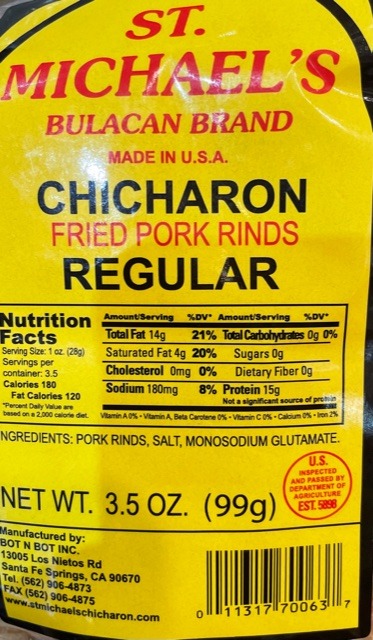 ST.
MICHAEL'S
BULACAN BRAND
MADE IN U.S.A.
CHICHARON
FRIED PORK RINDS
REGULAR
Nutrition
Facts
Serving Size: 1 oz. (28g)
Servings per
container: 3.5
Calories 180
Fat Calories 120
*Percent Daily Value are
based on a 2,000 calorie diet.
Amount/Serving %DV* Amount/Serving %DV*
Total Fat 14g 21% Total Carbohydrates 0g 0%
Saturated Fat 4g 20% Sugars 0g
Cholesterol 0mg 0% Dietary Fiber 0g
Sodium 180mg 8% Protein 15g
Not a significant source of protein
Vitamin A 0% • Vitamin A, Beta Carotene 0% • Vitamin C 0% • Calcium 0% • Iron 2%
NGREDIENTS: PORK RINDS, SALT, MONOSODIUM GLUTAMATE.
U.S.
INSPECTED
AND PASSED BY
DEPARTMENT OF
AGRICULTURE
EST. 5898
NET WT. 3.5 OZ. (99g)
Manufactured by:
BOT N BOT INC.
13005 Los Nietos Rd
Santa Fe Springs, CA 90670
Tel. (562) 906-4873
FAX (562) 906-4875
www.stmichaelschicharon.com
0 11317 70063 7